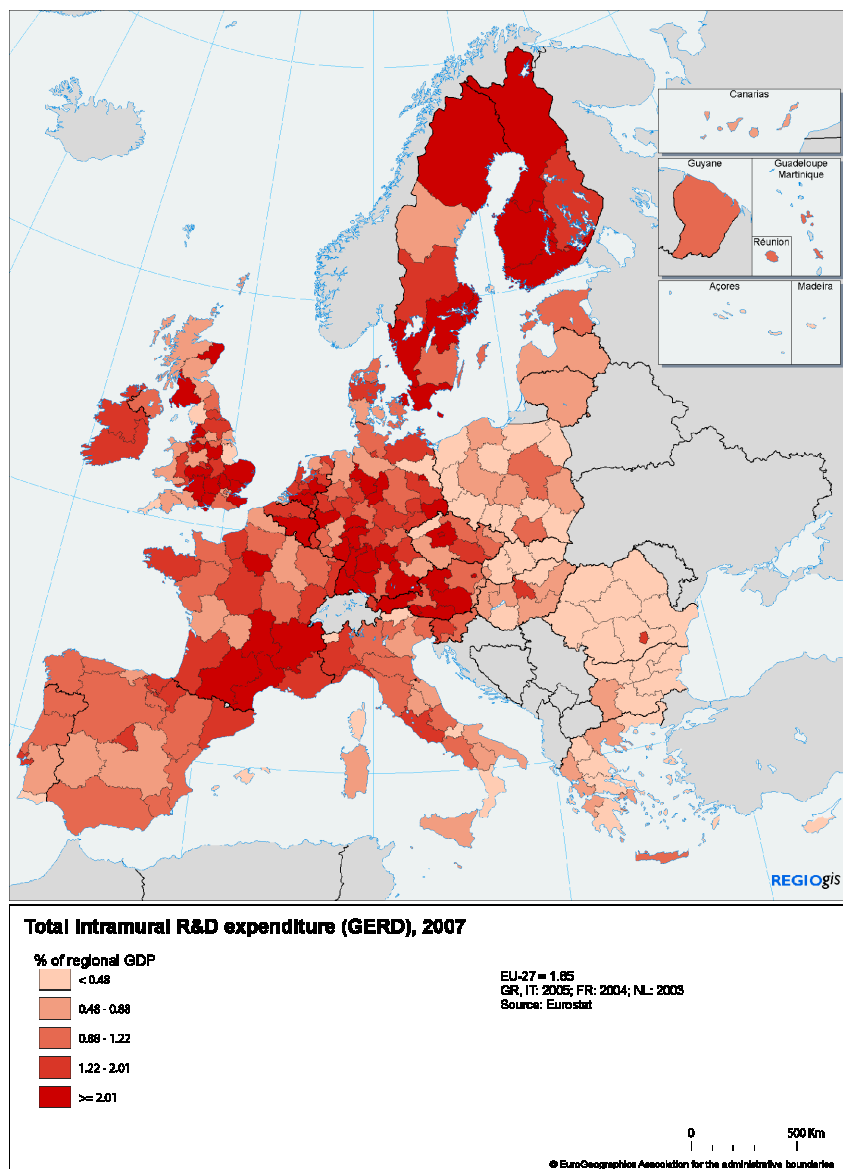 Canarias
Guyane
Guadeloupe
Martinique
Réunion
Açores
Madeira
REGIOgis
Total intramural R&D expenditure (GERD), 2007
% of regional GDP
< 0.48
0.48 - 0.88
0.88 - 1.22
1.22 - 2.01
>= 2.01
EU-27 = 1.85
GR, IT: 2005; FR: 2004; NL: 2003
Source: Eurostat
0 500 Km
© EuroGeographics Association for the administrative boundaries